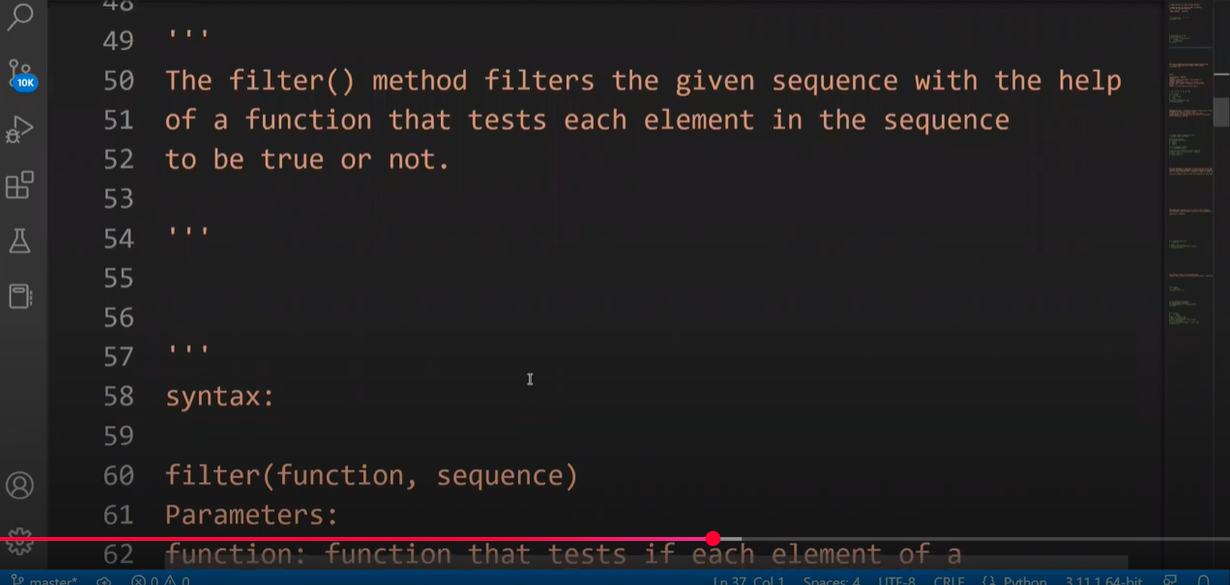 48
49 '''
50 The filter() method filters the given sequence with the help
51 of a function that tests each element in the sequence
52 to be true or not.
53
54 '''
55
56
57 '''
58 syntax:
59
60 filter(function, sequence)
61 Parameters:
62 function: function that tests if each element of a
10K
master* 0 0 Ln 37, Col 1 Spaces: 4 UTF-8 CRLF Python 3.11.1 64-bit